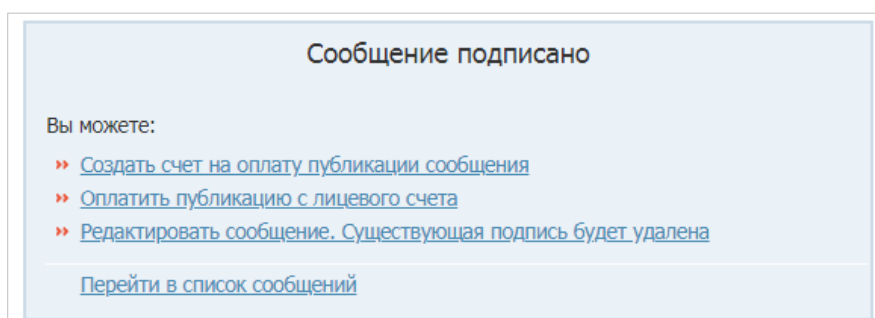 Сообщение подписано
Вы можете:
» Создать счет на оплату публикации сообщения
» Оплатить публикацию с лицевого счета
» Редактировать сообщение. Существующая подпись будет удалена
Перейти в список сообщений